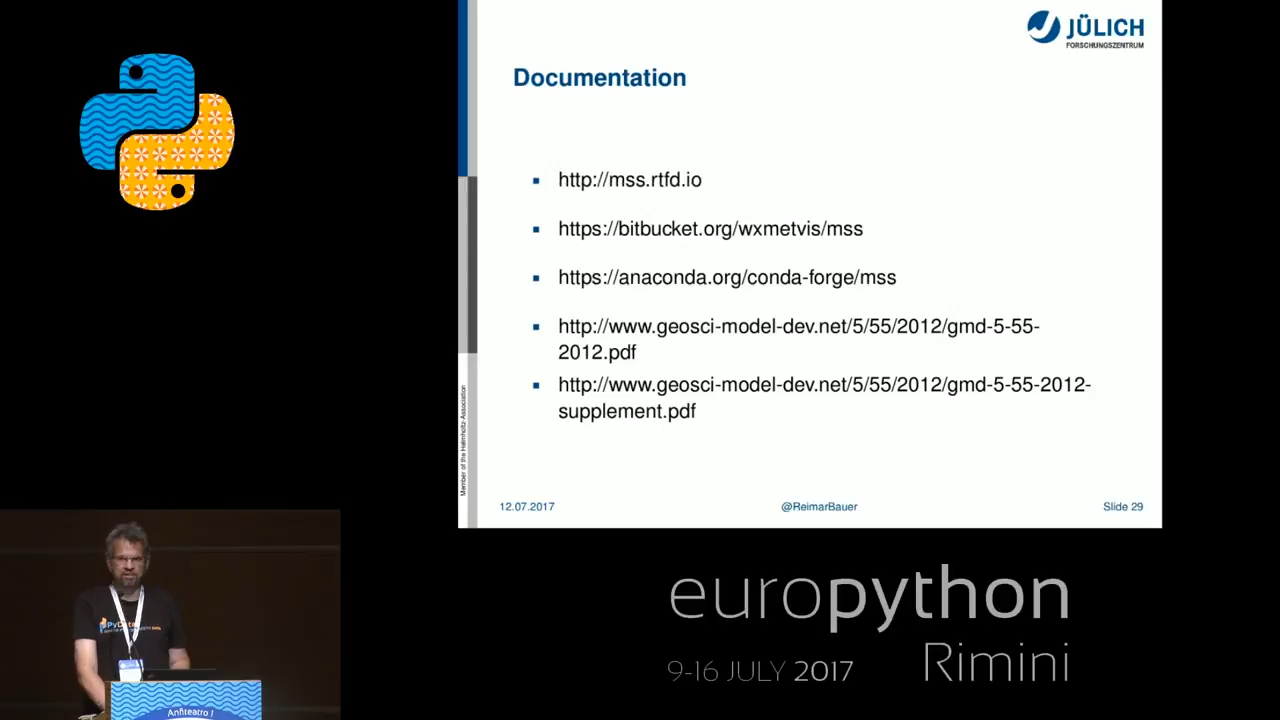 JÜLICH
FORSCHUNGSZENTRUM
Documentation
http://mss.rtfd.io
https://bitbucket.org/wxmetvis/mss
https://anaconda.org/conda-forge/mss
http://www.geosci-model-dev.net/5/55/2012/gmd-5-55-
2012.pdf
http://www.geosci-model-dev.net/5/55/2012/gmd-5-55-2012-
supplement.pdf
Member of the Helmholtz-Association
12.07.2017
@ReimarBauer
Slide 29
PyData
Anfiteatro I
europython
Rimini
9-16 JULY 2017